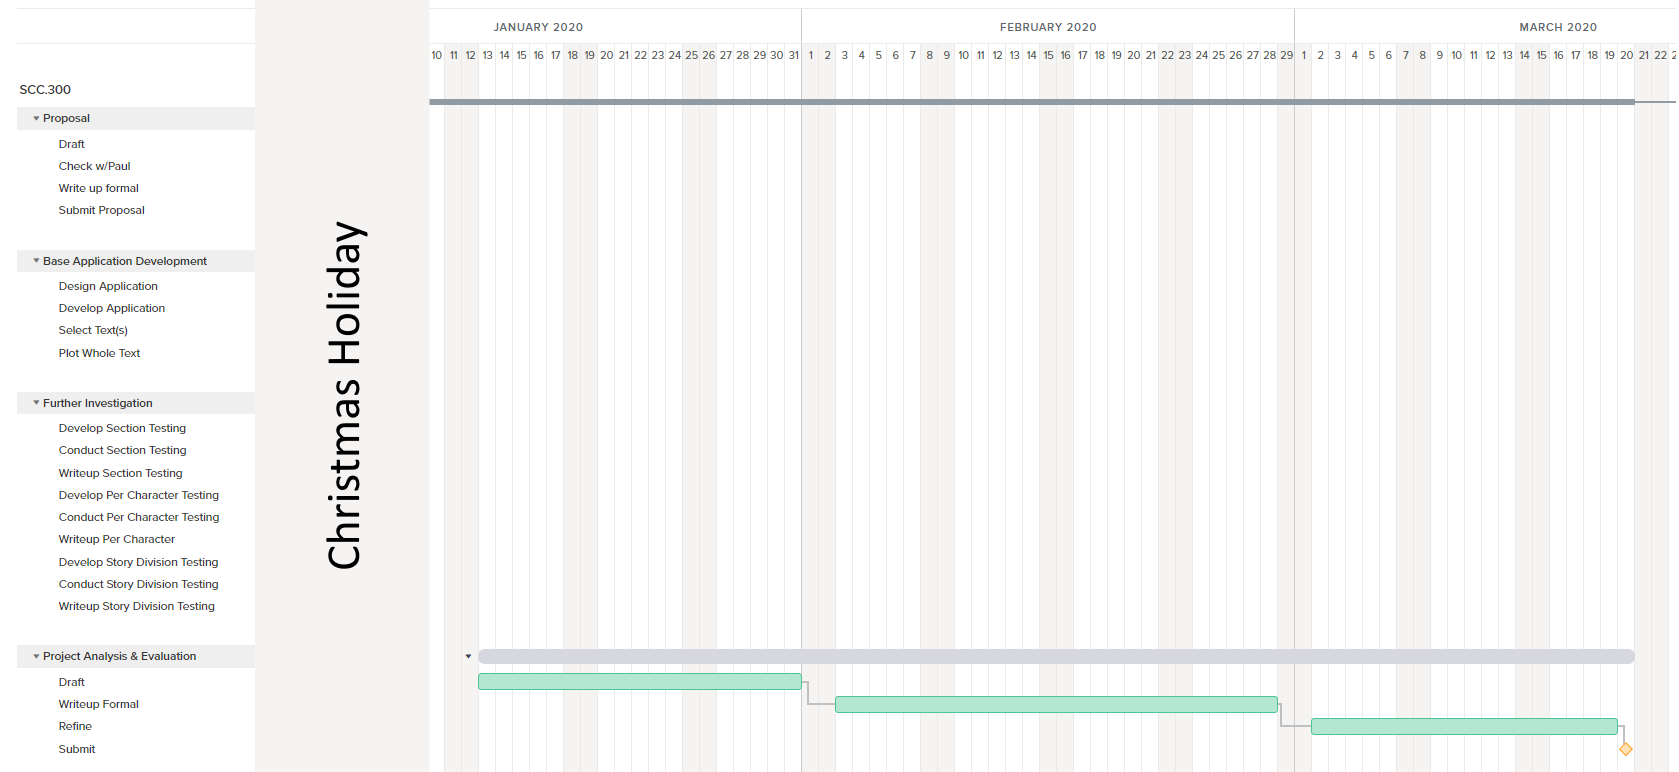 JANUARY 2020 FEBRUARY 2020 MARCH 2020
10 11 12 13 14 15 16 17 18 19 20 21 22 23 24 25 26 27 28 29 30 31 1 2 3 4 5 6 7 8 9 10 11 12 13 14 15 16 17 18 19 20 21 22 23 24 25 26 27 28 29 1 2 3 4 5 6 7 8 9 10 11 12 13 14 15 16 17 18 19 20 21 22
SCC.300
Proposal
Draft
Check w/Paul
Write up formal
Submit Proposal
Base Application Development
Design Application
Develop Application
Select Text(s)
Plot Whole Text
Further Investigation
Develop Section Testing
Conduct Section Testing
Writeup Section Testing
Develop Per Character Testing
Conduct Per Character Testing
Writeup Per Character
Develop Story Division Testing
Conduct Story Division Testing
Writeup Story Division Testing
Project Analysis & Evaluation
Draft
Writeup Formal
Refine
Submit
Christmas Holiday